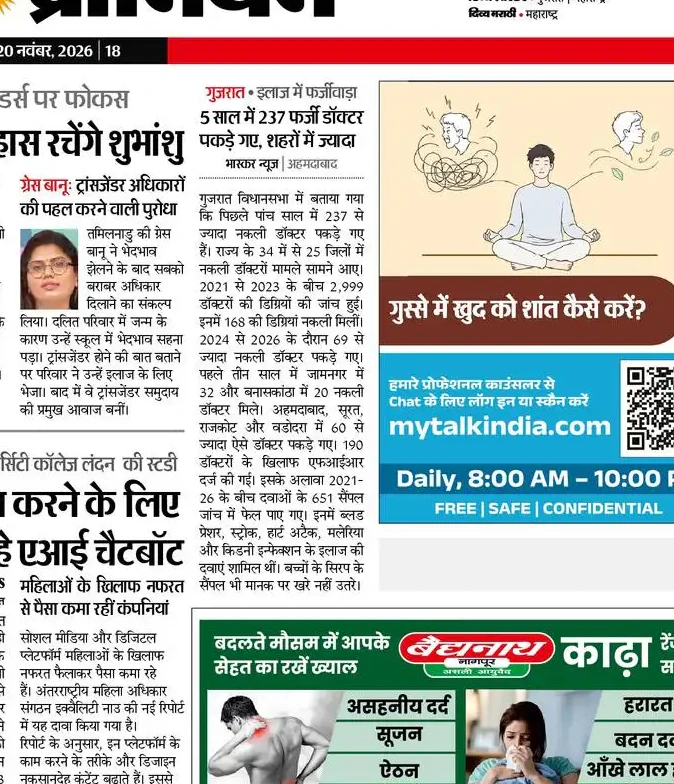 दिव्य मराठी • महाराष्ट्र
20 नवंबर, 2026 | 18
डर्स पर फोकस
हास रचेंगे शुभांशु
ग्रेस बानू: ट्रांसजेंडर अधिकारों
की पहल करने वाली पुरोधा
तमिलनाडु की ग्रेस
बानू ने भेदभाव
झेलने के बाद सबको
बराबर अधिकार
दिलाने का संकल्प
लिया। दलित परिवार में जन्म के
कारण उन्हें स्कूल में भेदभाव सहना
पड़ा। ट्रांसजेंडर होने की बात बताने
पर परिवार ने उन्हें इलाज के लिए
भेजा। बाद में वे ट्रांसजेंडर समुदाय
की प्रमुख आवाज बनीं।
र्सिटी कॉलेज लंदन की स्टडी
करने के लिए
हे एआई चैटबॉट
महिलाओं के खिलाफ नफरत
से पैसा कमा रहीं कंपनियां
सोशल मीडिया और डिजिटल
प्लेटफॉर्म महिलाओं के खिलाफ
नफरत फैलाकर पैसा कमा रहे
हैं। अंतरराष्ट्रीय महिला अधिकार
संगठन इक्वैलिटी नाउ की नई रिपोर्ट
में यह दावा किया गया है।
रिपोर्ट के अनुसार, इन प्लेटफॉर्म के
काम करने के तरीके और डिजाइन
नुकसानदेह कंटेंट बढ़ाते हैं। इससे
गुजरात • इलाज में फर्जीवाड़ा
5 साल में 237 फर्जी डॉक्टर
पकड़े गए, शहरों में ज्यादा
भास्कर न्यूज | अहमदाबाद
गुजरात विधानसभा में बताया गया
कि पिछले पांच साल में 237 से
ज्यादा नकली डॉक्टर पकड़े गए
हैं। राज्य के 34 में से 25 जिलों में
नकली डॉक्टरों मामले सामने आए।
2021 से 2023 के बीच 2,999
डॉक्टरों की डिग्रियों की जांच हुई।
इनमें 168 की डिग्रियां नकली मिलीं।
2024 से 2026 के दौरान 69 से
ज्यादा नकली डॉक्टर पकड़े गए।
पहले तीन साल में जामनगर में
32 और बनासकांठा में 20 नकली
डॉक्टर मिले। अहमदाबाद, सूरत,
राजकोट और वडोदरा में 60 से
ज्यादा ऐसे डॉक्टर पकड़े गए। 190
डॉक्टरों के खिलाफ एफआईआर
दर्ज की गई। इसके अलावा 2021-
26 के बीच दवाओं के 651 सैंपल
जांच में फेल पाए गए। इनमें ब्लड
प्रेशर, स्ट्रोक, हार्ट अटैक, मलेरिया
और किडनी इन्फेक्शन के इलाज की
दवाएं शामिल थीं। बच्चों के सिरप के
सैंपल भी मानक पर खरे नहीं उतरे।
गुस्से में खुद को शांत कैसे करें?
हमारे प्रोफेशनल काउंसलर से
Chat के लिए लॉग इन या स्कैन करें
mytalkindia.com
Daily, 8:00 AM – 10:00 P
FREE | SAFE | CONFIDENTIAL
बदलते मौसम में आपके
सेहत का रखें ख्याल
बैद्यनाथ
नागपुर
असली आयुर्वेद
काढ़ा
असहनीय दर्द
सूजन
ऐंठन
हरारत
बदन दर्द
आँखे लाल